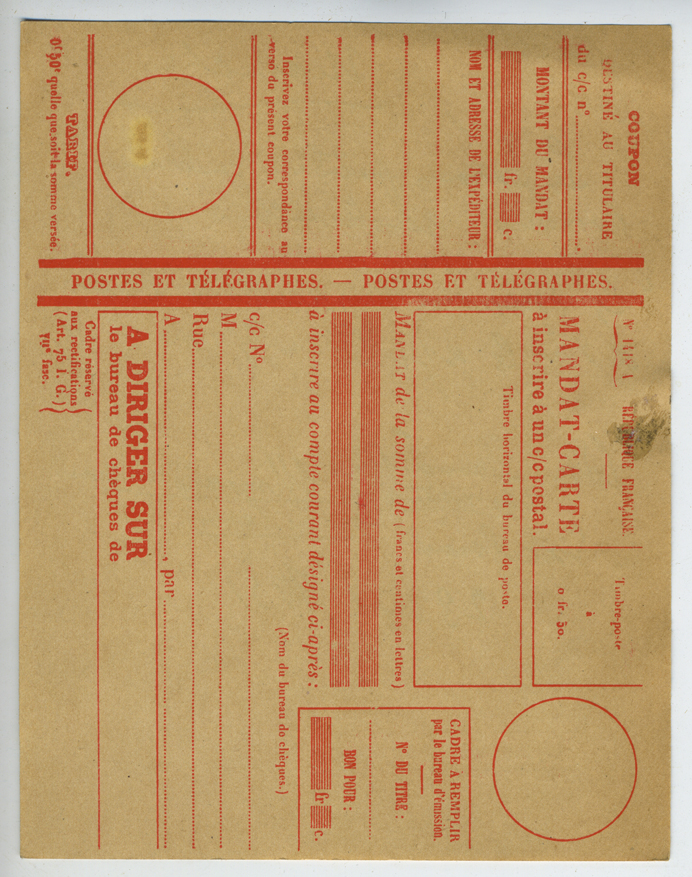 COUPON
DESTINÉ AU TITULAIRE
du c/c n°
MONTANT DU MANDAT :
fr. c.
NOM ET ADRESSE DE L'EXPÉDITEUR :
Inscrivez votre correspondance au
verso du présent coupon.
TARIF.
0f 50c quelle que soit la somme versée.
POSTES ET TÉLÉGRAPHES. — POSTES ET TÉLÉGRAPHES.
N° 1418 A
RÉPUBLIQUE FRANÇAISE
MANDAT-CARTE
à inscrire à un c/c postal.
Timbre-poste
à
0 fr. 50.
Timbre horizontal du bureau de poste.
MANDAT de la somme de (francs et centimes en lettres)
à inscrire au compte courant désigné ci-après :
CADRE À REMPLIR
par le bureau d'émission.
N° DU TITRE :
BON POUR :
fr c.
c/c N°
(Nom du bureau de chèques.)
M
Rue
A , par
A DIRIGER SUR
le bureau de chèques de
Cadre réservé
aux rectifications
(Art. 75 I. G.)
fasc.